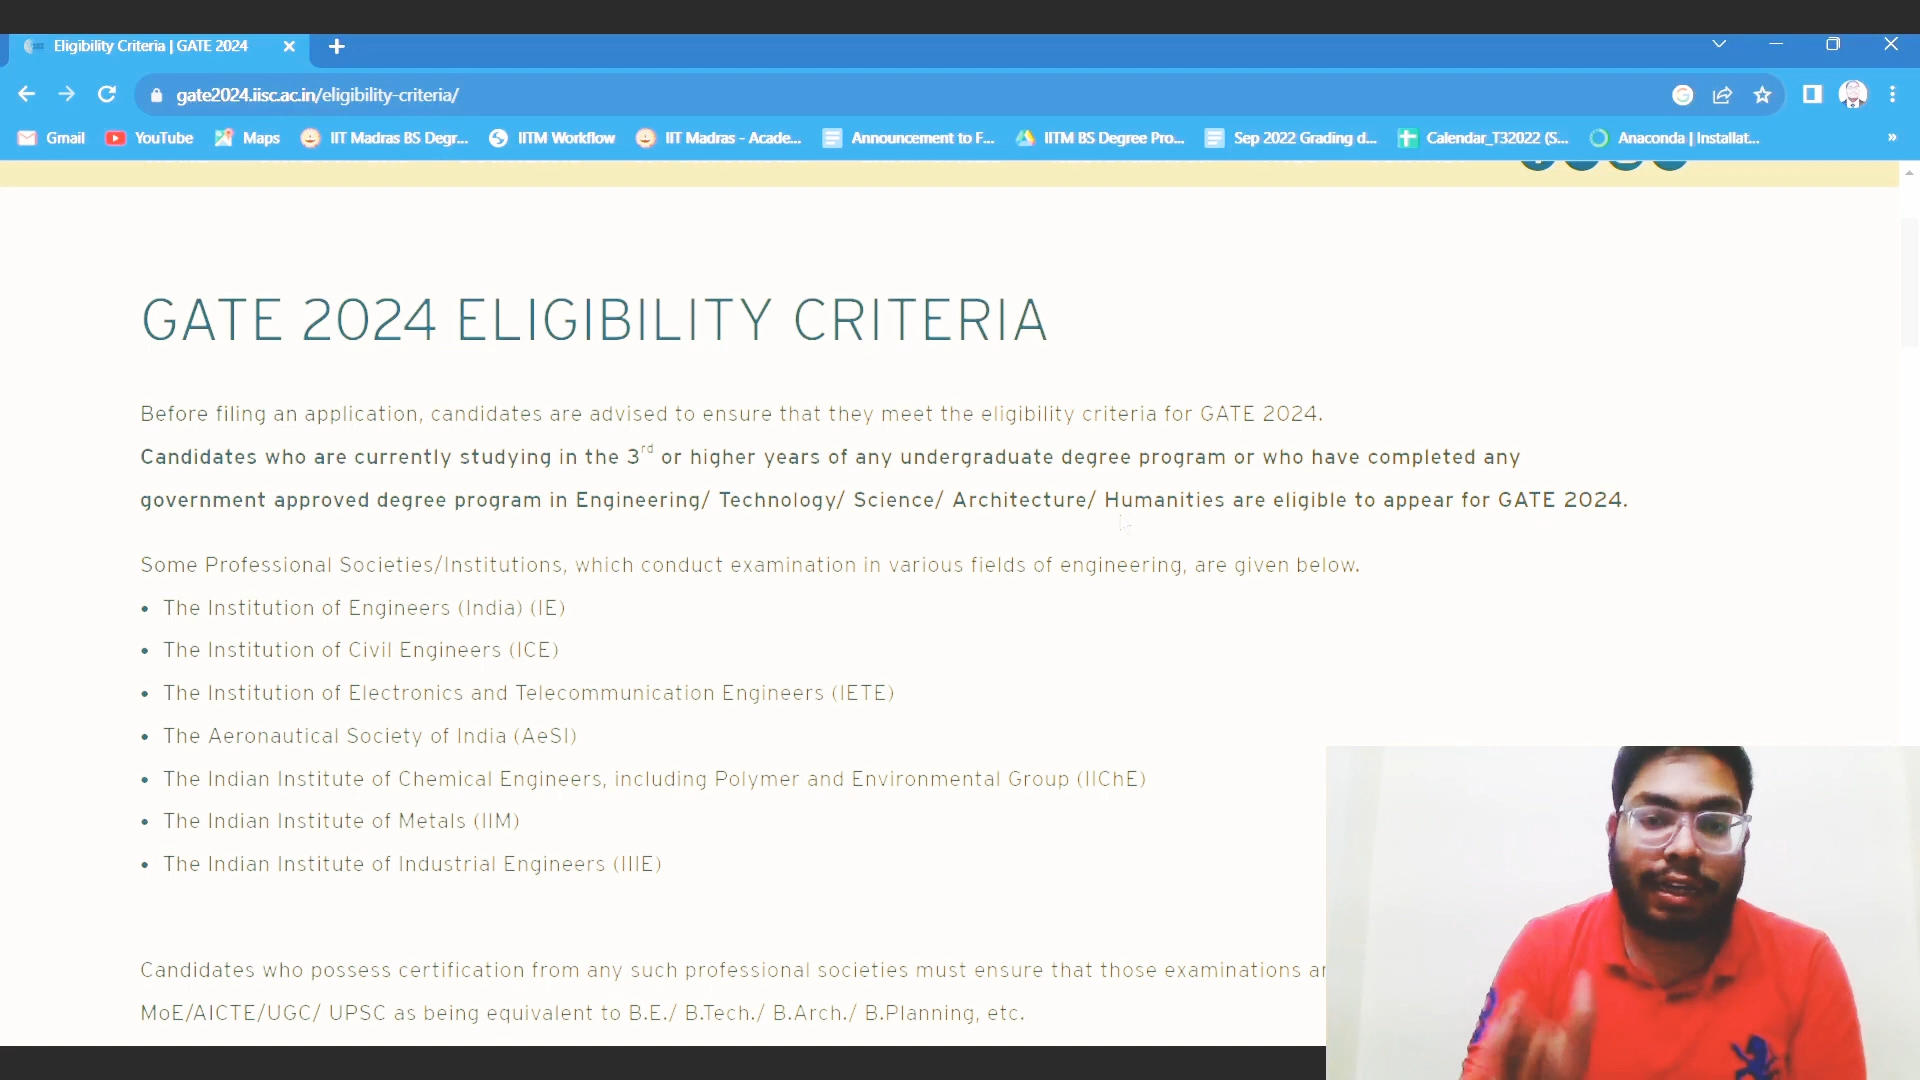 Eligibility Criteria | GATE 2024
gate2024.iisc.ac.in/eligibility-criteria/
Gmail YouTube Maps IIT Madras BS Degr... IITM Workflow IIT Madras - Acade... Announcement to F... IITM BS Degree Pro... Sep 2022 Grading d... Calendar_T32022 (S... Anaconda | Installat... »
GATE 2024 ELIGIBILITY CRITERIA
Before filing an application, candidates are advised to ensure that they meet the eligibility criteria for GATE 2024.
Candidates who are currently studying in the 3rd or higher years of any undergraduate degree program or who have completed any
government approved degree program in Engineering/ Technology/ Science/ Architecture/ Humanities are eligible to appear for GATE 2024.
Some Professional Societies/Institutions, which conduct examination in various fields of engineering, are given below.
• The Institution of Engineers (India) (IE)
• The Institution of Civil Engineers (ICE)
• The Institution of Electronics and Telecommunication Engineers (IETE)
• The Aeronautical Society of India (AeSI)
• The Indian Institute of Chemical Engineers, including Polymer and Environmental Group (IIChE)
• The Indian Institute of Metals (IIM)
• The Indian Institute of Industrial Engineers (IIIE)
Candidates who possess certification from any such professional societies must ensure that those examinations
MoE/AICTE/UGC/ UPSC as being equivalent to B.E./ B.Tech./ B.Arch./ B.Planning, etc.